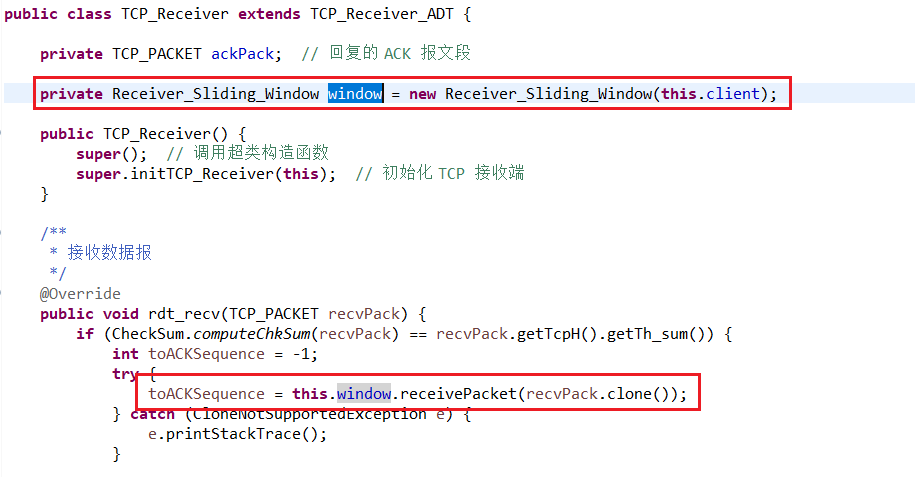 public class TCP_Receiver extends TCP_Receiver_ADT {
private TCP_PACKET ackPack;  // 回复的 ACK 报文段
private Receiver_Sliding_Window window = new Receiver_Sliding_Window(this.client);
public TCP_Receiver() {
super();  // 调用超类构造函数
super.initTCP_Receiver(this);  // 初始化 TCP 接收端
}
/**
* 接收数据报
*/
@Override
public void rdt_recv(TCP_PACKET recvPack) {
if (CheckSum.computeChkSum(recvPack) == recvPack.getTcpH().getTh_sum()) {
int toACKSequence = -1;
try {
toACKSequence = this.window.receivePacket(recvPack.clone());
} catch (CloneNotSupportedException e) {
e.printStackTrace();
}